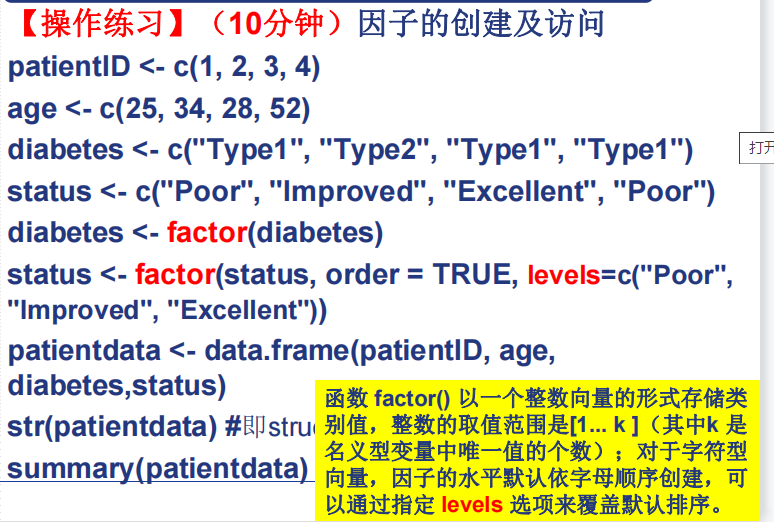 【操作练习】（10分钟）因子的创建及访问
patientID <- c(1, 2, 3, 4)
age <- c(25, 34, 28, 52)
diabetes <- c("Type1", "Type2", "Type1", "Type1")
打开
status <- c("Poor", "Improved", "Excellent", "Poor")
diabetes <- factor(diabetes)
status <- factor(status, order = TRUE, levels=c("Poor",
"Improved", "Excellent"))
patientdata <- data.frame(patientID, age,
diabetes,status)
str(patientdata) #即struc
summary(patientdata)
函数 factor() 以一个整数向量的形式存储类
别值，整数的取值范围是[1... k ]（其中k 是
名义型变量中唯一值的个数）；对于字符型
向量，因子的水平默认依字母顺序创建，可
以通过指定 levels 选项来覆盖默认排序。